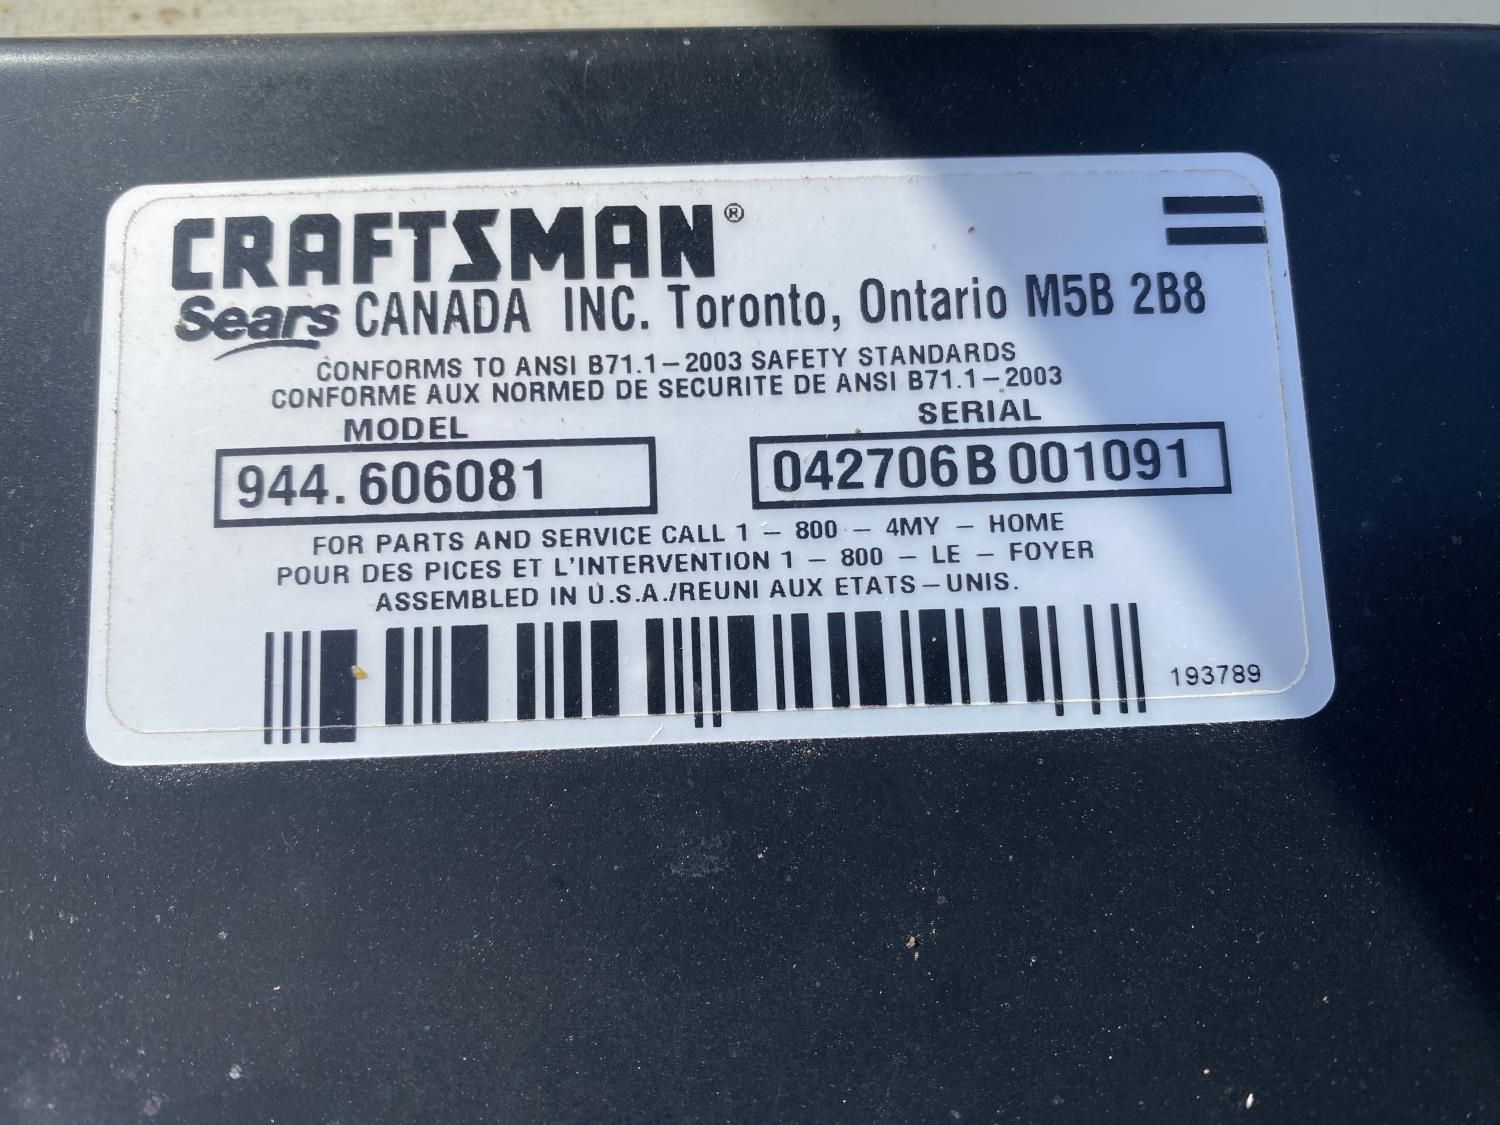 CRAFTSMAN®
Sears CANADA INC. Toronto, Ontario M5B 2B8
CONFORMS TO ANSI B71.1-2003 SAFETY STANDARDS
CONFORME AUX NORMED DE SECURITE DE ANSI B71.1-2003
MODEL SERIAL
944.606081 042706B 001091
FOR PARTS AND SERVICE CALL 1 - 800 - 4MY - HOME
POUR DES PICES ET L'INTERVENTION 1 - 800 - LE - FOYER
ASSEMBLED IN U.S.A./REUNI AUX ETATS-UNIS.
193789